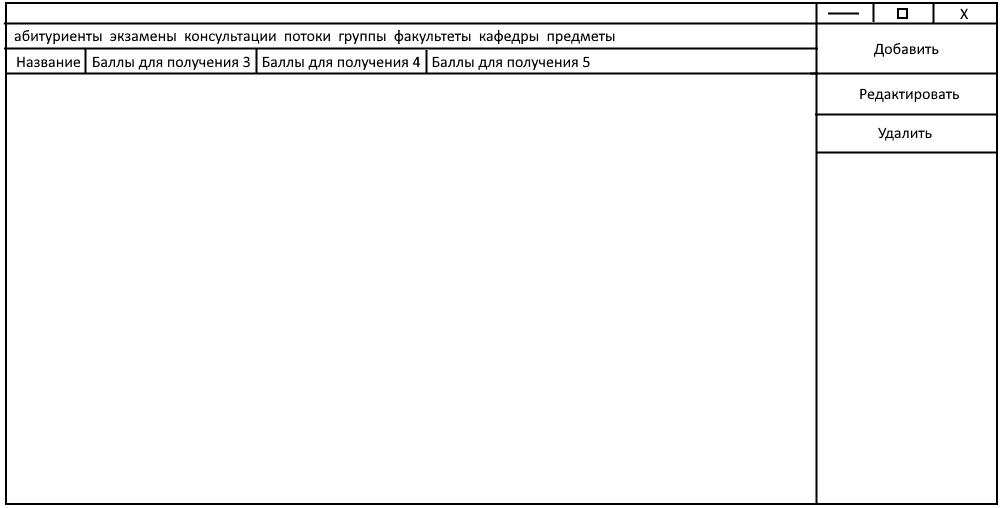 X
абитуриенты экзамены консультации потоки группы факультеты кафедры предметы
Название Баллы для получения 3 Баллы для получения 4 Баллы для получения 5
Добавить
Редактировать
Удалить